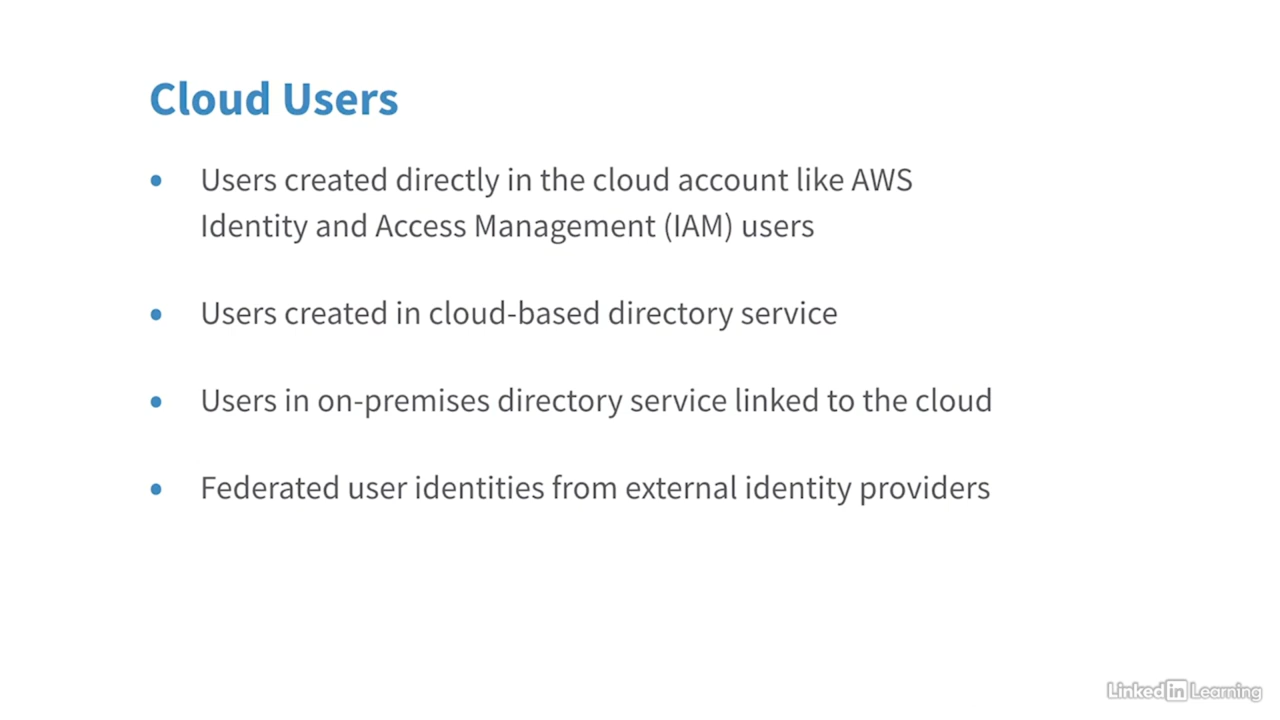 Cloud Users
• Users created directly in the cloud account like AWS
Identity and Access Management (IAM) users
• Users created in cloud-based directory service
• Users in on-premises directory service linked to the cloud
• Federated user identities from external identity providers
Linked in Learning